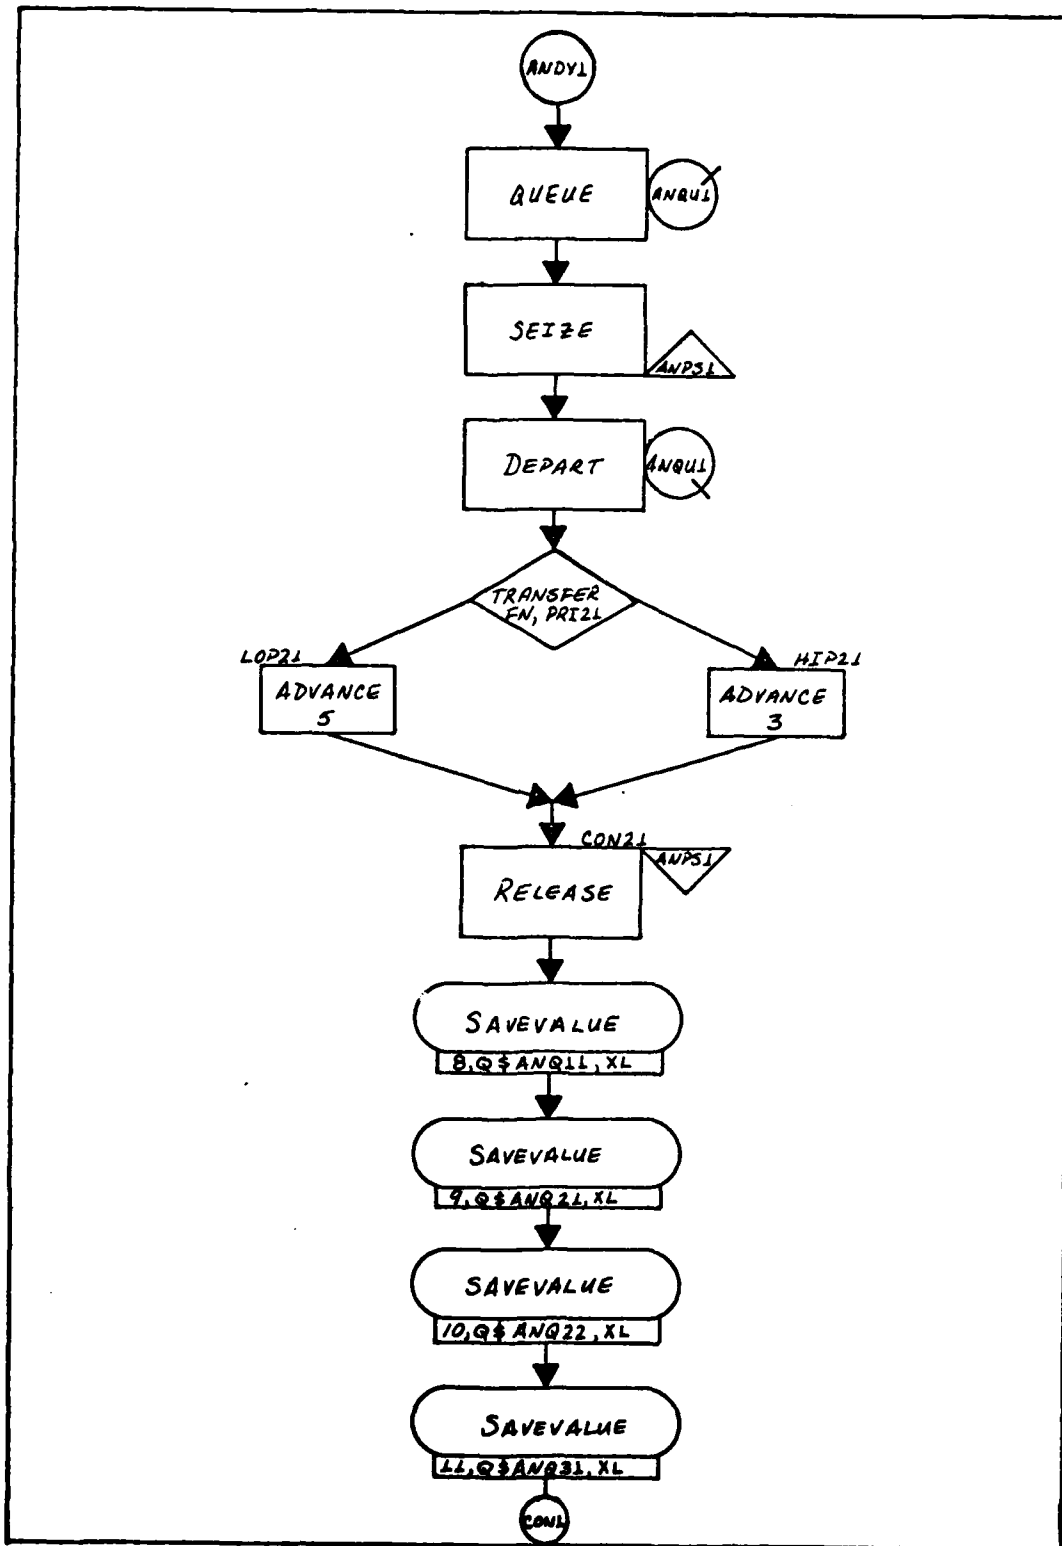 ANDY1
QUEUE
ANQU1
SEIZE
ANPS1
DEPART
ANQU1
TRANSFER
FN, PRI21
LOP21
HIP21
ADVANCE
5
ADVANCE
3
CON21
ANPS1
RELEASE
SAVEVALUE
8,Q$ANQ11,XL
SAVEVALUE
9,Q$ANQ21,XL
SAVEVALUE
10,Q$ANQ22,XL
SAVEVALUE
11,Q$ANQ31,XL
CON1